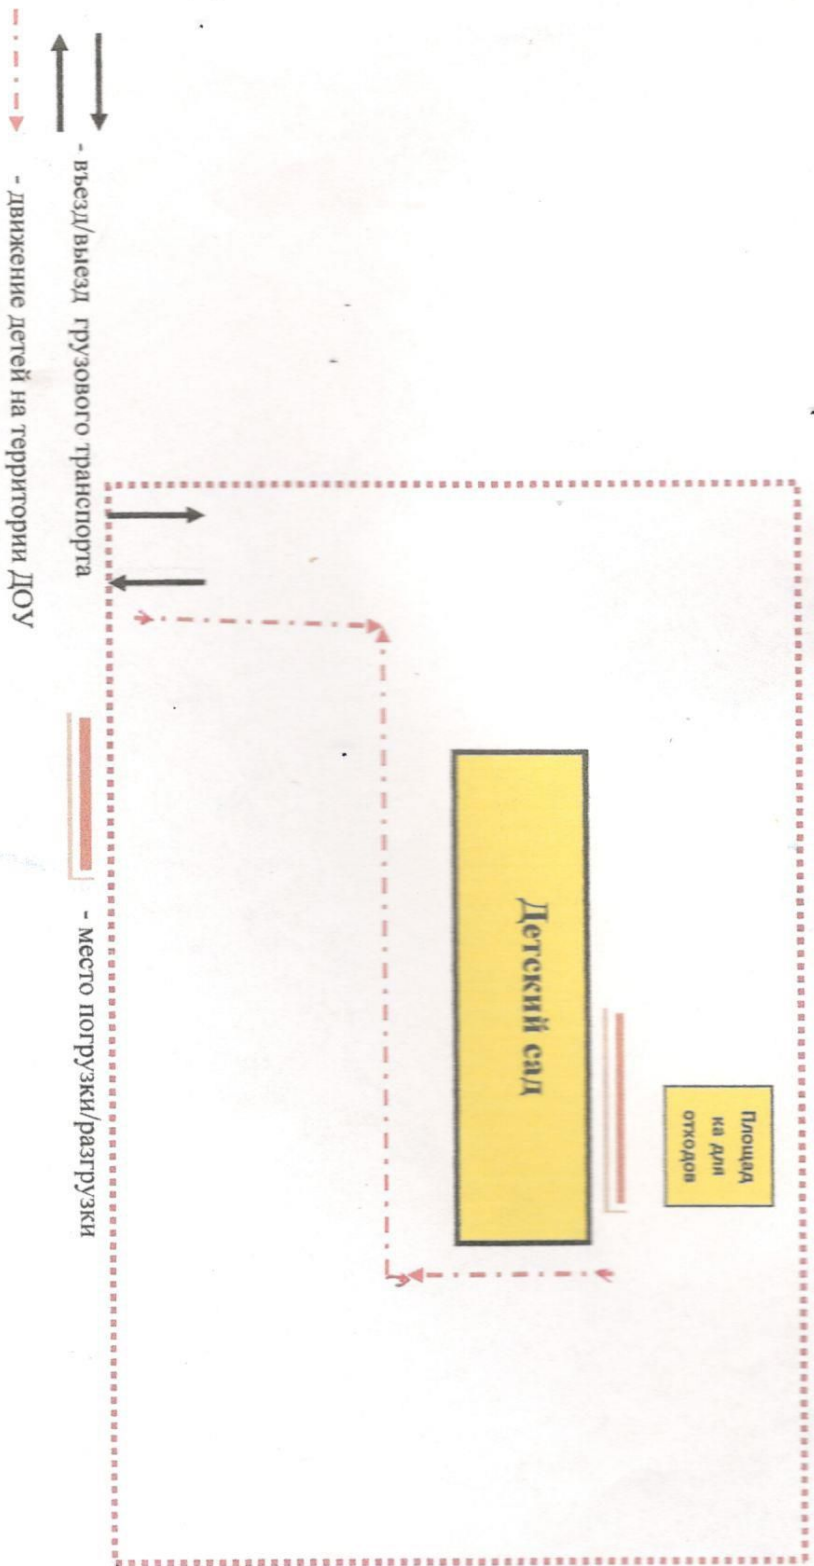 Площад
ка для
отходов
Детский сад
- въезд/выезд грузового транспорта
- место погрузки/разгрузки
- движение детей на территории ДОУ